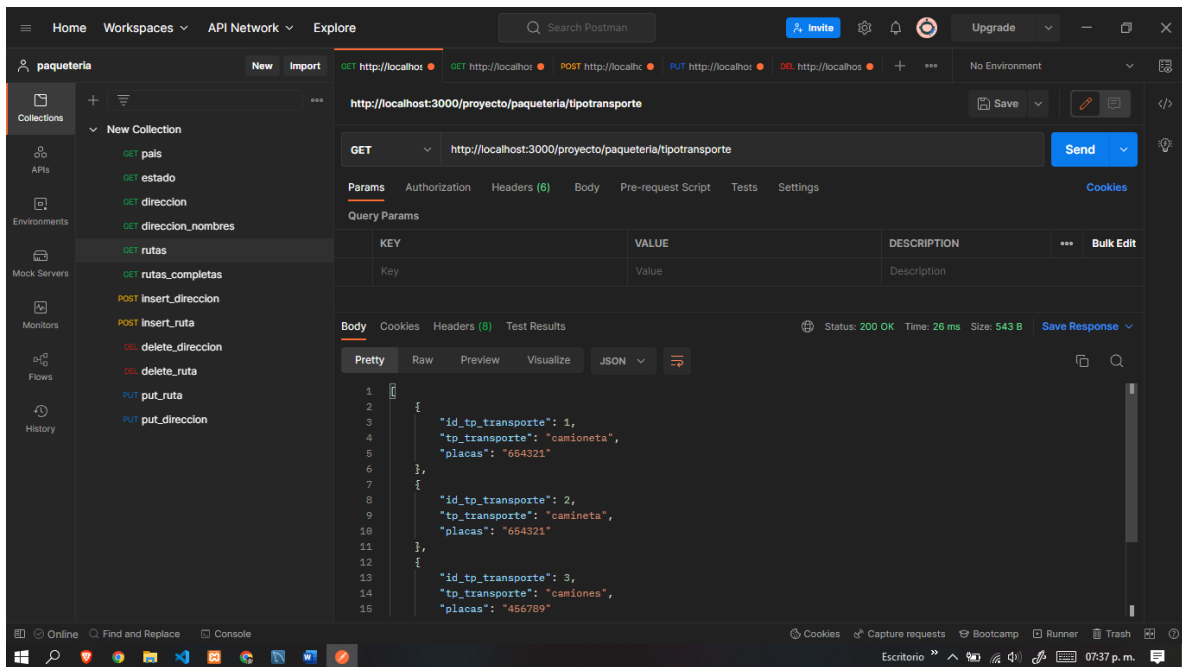 Home Workspaces API Network Explore Search Postman Invite Upgrade
paqueteria New Import GET http://localhos GET http://localhos POST http://localhc PUT http://localhos DEL http://localhos No Environment
http://localhost:3000/proyecto/paqueteria/tipotransporte Save
GET http://localhost:3000/proyecto/paqueteria/tipotransporte Send
Params Authorization Headers (6) Body Pre-request Script Tests Settings Cookies
Query Params
KEY VALUE DESCRIPTION Bulk Edit
Key Value Description
Collections
APIs
Environments
Mock Servers
Monitors
Flows
History
New Collection
GET pais
GET estado
GET direccion
GET direccion_nombres
GET rutas
GET rutas_completas
POST insert_direccion
POST insert_ruta
DEL delete_direccion
DEL delete_ruta
PUT put_ruta
PUT put_direccion
Body Cookies Headers (8) Test Results Status: 200 OK Time: 26 ms Size: 543 B Save Response
Pretty Raw Preview Visualize JSON
1 [
2 {
3 "id_tp_transporte": 1,
4 "tp_transporte": "camioneta",
5 "placas": "654321"
6 },
7 {
8 "id_tp_transporte": 2,
9 "tp_transporte": "camineta",
10 "placas": "654321"
11 },
12 {
13 "id_tp_transporte": 3,
14 "tp_transporte": "camiones",
15 "placas": "456789"
Online Find and Replace Console Cookies Capture requests Bootcamp Runner Trash
Escritorio 07:37 p. m.